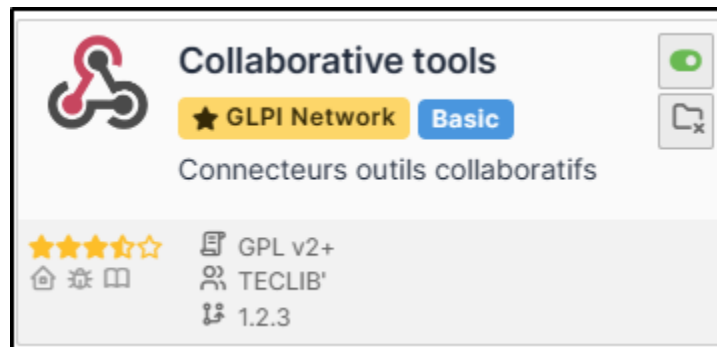 Collaborative tools
GLPI Network Basic
Connecteurs outils collaboratifs
GPL v2+
TECLIB'
1.2.3